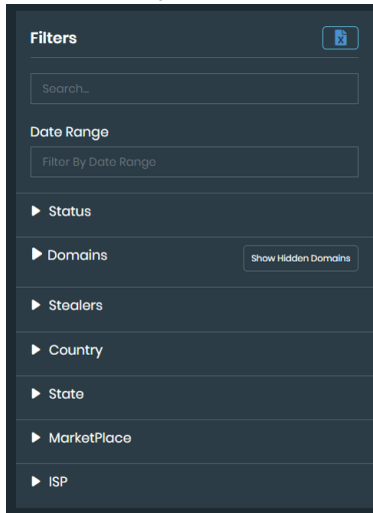 Filters
Search...
Date Range
Filter By Date Range
Status
Domains
Show Hidden Domains
Stealers
Country
State
MarketPlace
ISP